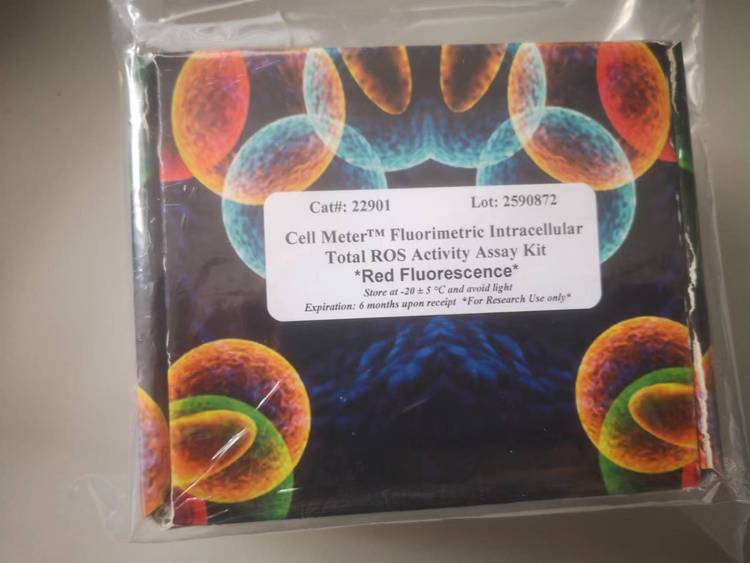 Cat#: 22901 Lot: 2590872
Cell Meter™ Fluorimetric Intracellular
Total ROS Activity Assay Kit
*Red Fluorescence*
Store at -20 ± 5 °C and avoid light
Expiration: 6 months upon receipt *For Research Use only*